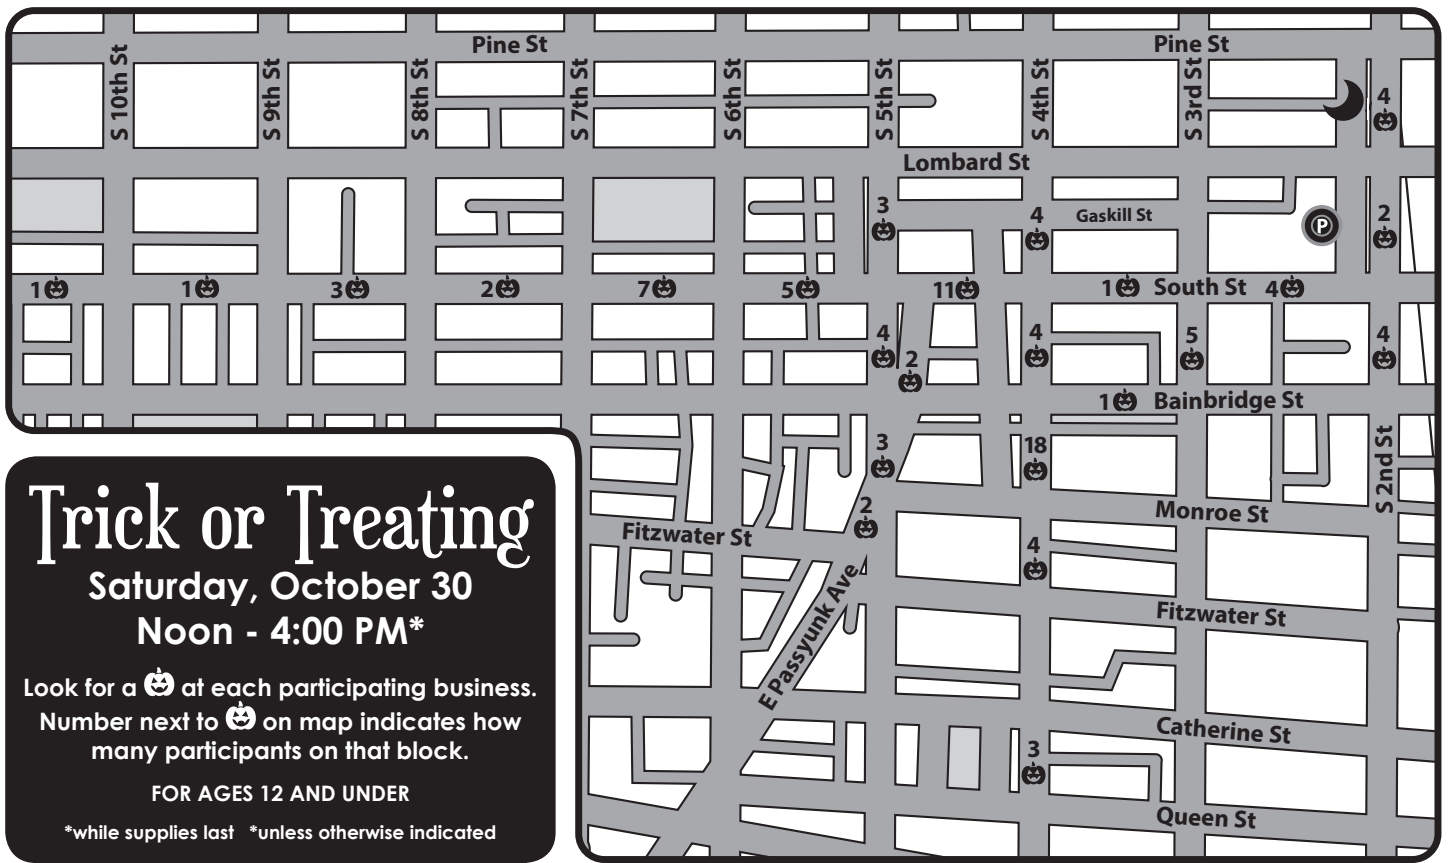 Pine St
Pine St
S 10th St
S 9th St
S 8th St
S 7th St
S 6th St
S 5th St
S 4th St
S 3rd St
4
Lombard St
3
4
Gaskill St
P
2
1
1
3
2
7
5
11
1
South St
4
4
2
4
5
4
1
Bainbridge St
3
18
S 2nd St
2
Monroe St
Fitzwater St
4
E Passyunk Ave
Fitzwater St
Catherine St
3
Queen St
Trick or Treating
Saturday, October 30
Noon - 4:00 PM*
Look for a at each participating business.
Number next to on map indicates how
many participants on that block.
FOR AGES 12 AND UNDER
*while supplies last *unless otherwise indicated